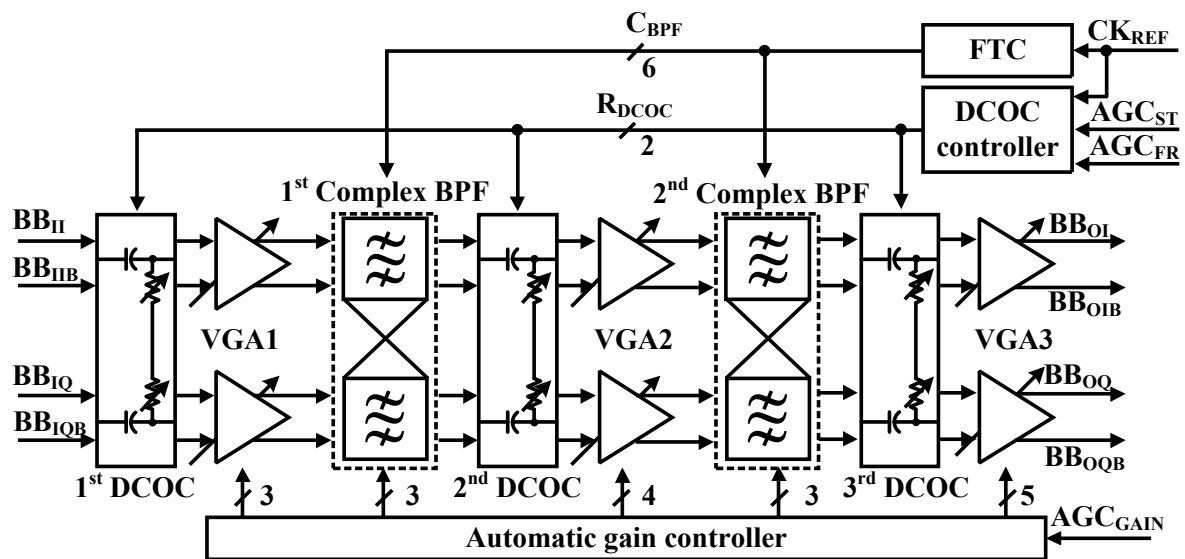 C_BPF
6
FTC
CK_REF
R_DCOC
2
DCOC
controller
AGC_ST
AGC_FR
1st Complex BPF
2nd Complex BPF
BB_II
BB_IIB
BB_IQ
BB_IQB
VGA1
VGA2
VGA3
BB_OI
BB_OIB
BB_OQ
BB_OQB
1st DCOC
3
3
2nd DCOC
4
3
3rd DCOC
5
Automatic gain controller
AGC_GAIN